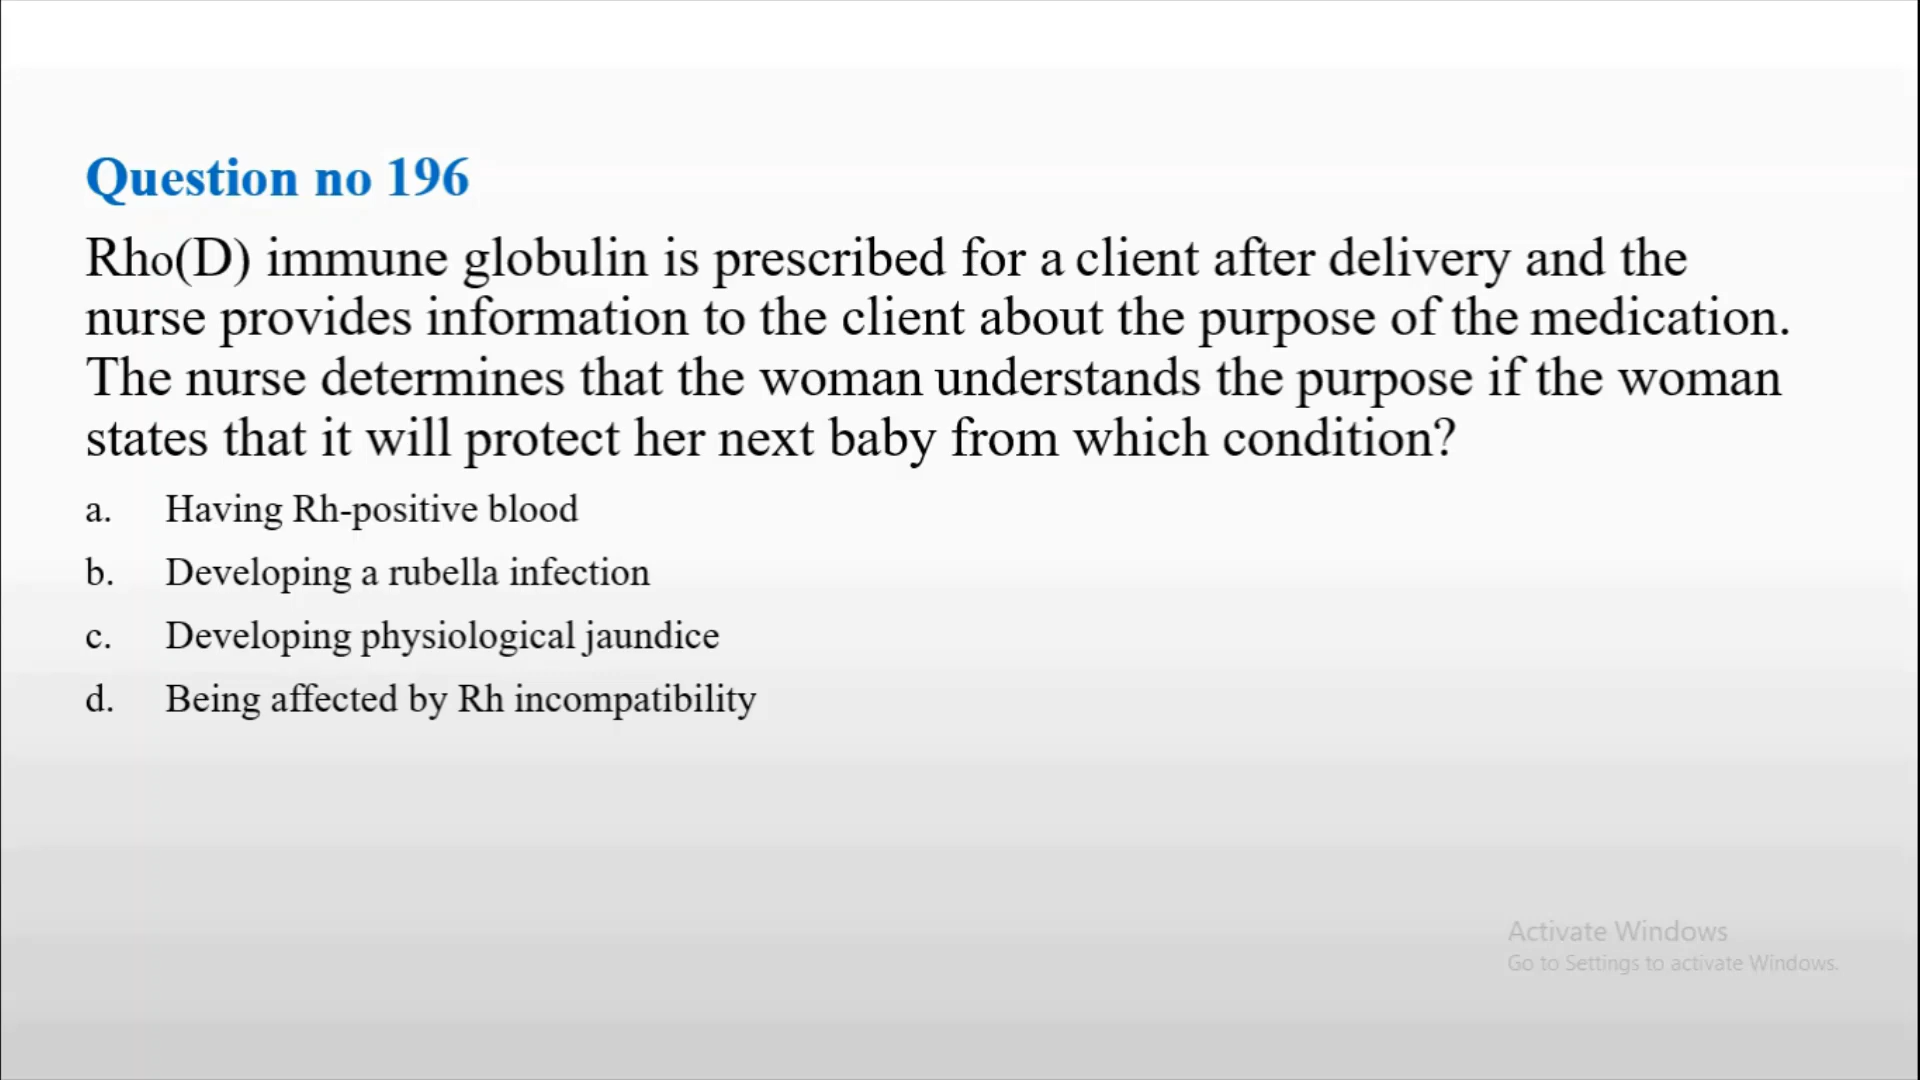 Question no 196
Rho(D) immune globulin is prescribed for a client after delivery and the
nurse provides information to the client about the purpose of the medication.
The nurse determines that the woman understands the purpose if the woman
states that it will protect her next baby from which condition?
a. Having Rh-positive blood
b. Developing a rubella infection
c. Developing physiological jaundice
d. Being affected by Rh incompatibility
Activate Windows
Go to Settings to activate Windows.